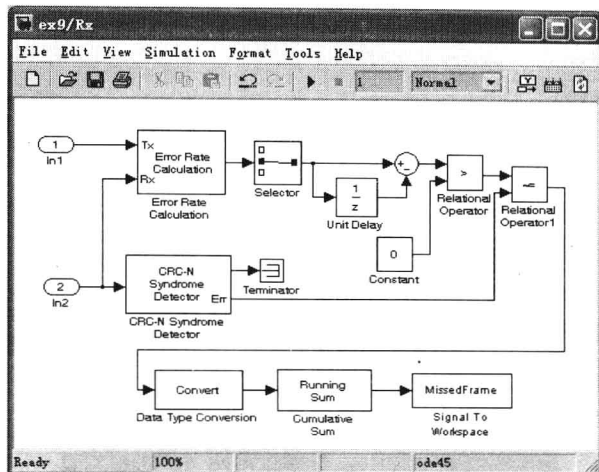 ex9/Rx
File Edit View Simulation Format Tools Help
1 Normal
1
In1
Tx
Rx
Error Rate
Calculation
Error Rate
Calculation
Selector
1
z
Unit Delay
+
-
>
Relational
Operator
~=
Relational
Operator1
0
Constant
2
In2
CRC-N
Syndrome
Detector
Err
CRC-N Syndrome
Detector
Terminator
Convert
Data Type Conversion
Running
Sum
Cumulative
Sum
MissedFrame
Signal To
Workspace
Ready 100% ode45